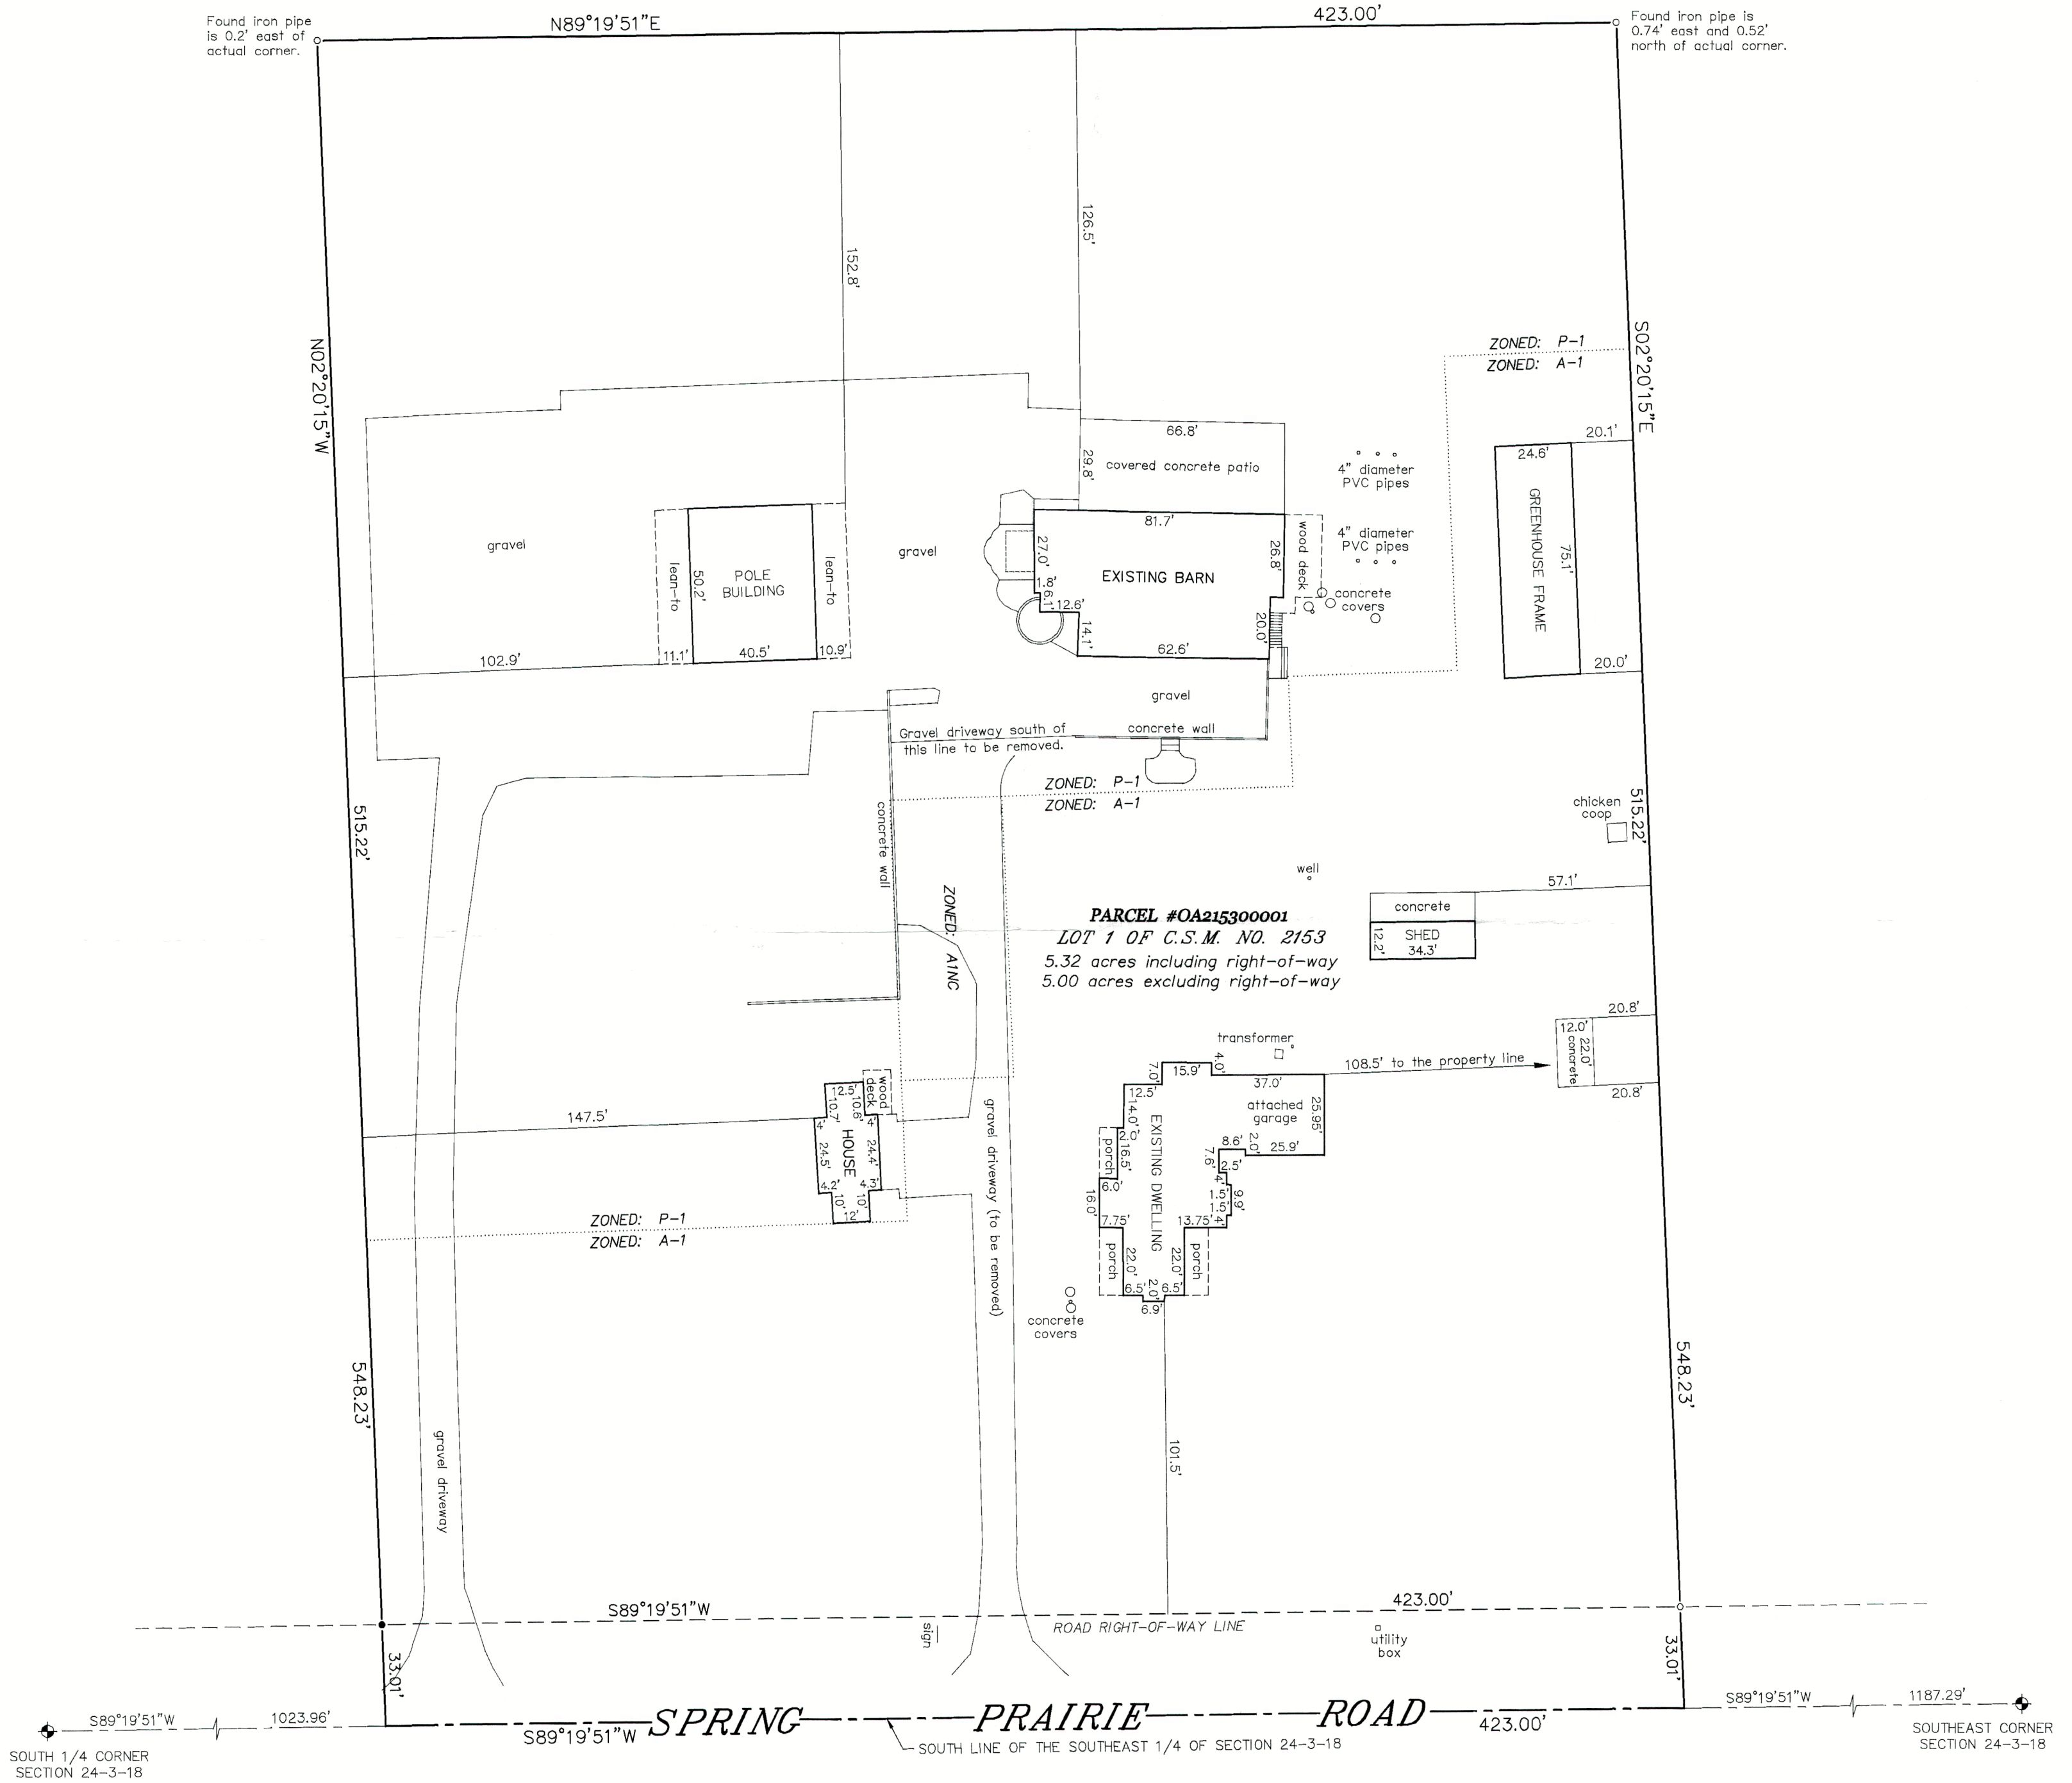 Found iron pipe
is 0.2' east of
actual corner.
N89°19'51"E
423.00'
Found iron pipe is
0.74' east and 0.52'
north of actual corner.
152.8'
126.5'
N02°20'15"W
S02°20'15"E
ZONED: P-1
ZONED: A-1
66.8'
29.8'
covered concrete patio
4" diameter
PVC pipes
20.1'
24.6'
GREENHOUSE FRAME
75.1'
20.0'
gravel
lean-to
50.2'
POLE
BUILDING
lean-to
gravel
81.7'
27.0'
EXISTING BARN
26.8'
wood deck
4" diameter
PVC pipes
concrete
covers
1.8'
6.1'
12.6'
14.1'
62.6'
20.0'
102.9'
11.1'
40.5'
10.9'
gravel
Gravel driveway south of
this line to be removed.
concrete wall
ZONED: P-1
ZONED: A-1
515.22'
concrete wall
chicken
coop
515.22'
well
57.1'
ZONED: A1NC
PARCEL #OA215300001
LOT 1 OF C.S.M. NO. 2153
5.32 acres including right-of-way
5.00 acres excluding right-of-way
concrete
12.2'
SHED
34.3'
20.8'
12.0'
22.0'
concrete
20.8'
transformer
108.5' to the property line
7.0'
15.9'
4.0'
37.0'
12.5'
14.0'
attached
garage
25.95'
2.0'
16.5'
porch
6.0'
16.0'
7.75'
EXISTING DWELLING
8.6'
2.0'
25.9'
7.6'
2.5'
4'
1.5'
9.9'
1.5'
4'
13.75'
porch
22.0'
22.0'
porch
6.5'
2.0'
6.5'
6.9'
147.5'
12.5'
wood
deck
10.7'
10.6'
4'
4'
HOUSE
24.5'
24.4'
4.2'
4.3'
10'
10'
12'
ZONED: P-1
ZONED: A-1
gravel driveway (to be removed)
concrete
covers
548.23'
548.23'
gravel driveway
101.5'
S89°19'51"W
423.00'
ROAD RIGHT-OF-WAY LINE
sign
utility
box
33.01'
33.01'
S89°19'51"W
1023.96'
S89°19'51"W
SPRING PRAIRIE ROAD
423.00'
S89°19'51"W
1187.29'
SOUTH 1/4 CORNER
SECTION 24-3-18
SOUTH LINE OF THE SOUTHEAST 1/4 OF SECTION 24-3-18
SOUTHEAST CORNER
SECTION 24-3-18